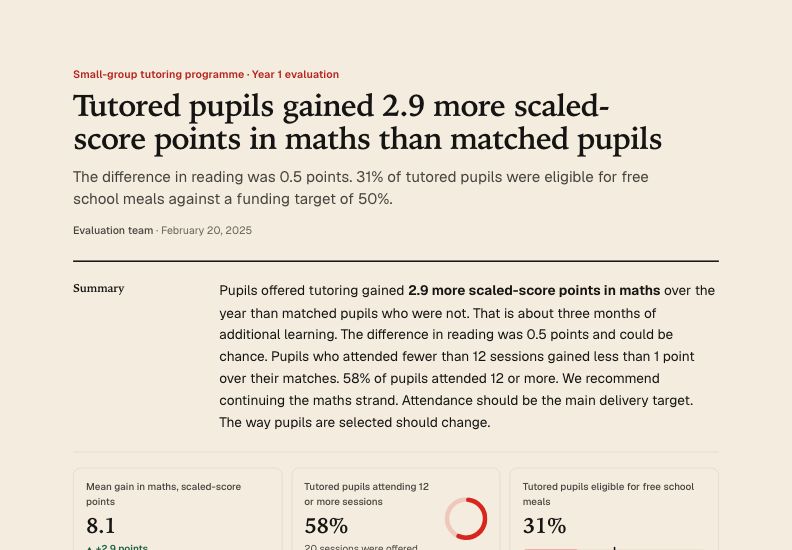 Small-group tutoring programme · Year 1 evaluation
Tutored pupils gained 2.9 more scaled-
score points in maths than matched pupils
The difference in reading was 0.5 points. 31% of tutored pupils were eligible for free
school meals against a funding target of 50%.
Evaluation team · February 20, 2025
Summary
Pupils offered tutoring gained 2.9 more scaled-score points in maths over the
year than matched pupils who were not. That is about three months of
additional learning. The difference in reading was 0.5 points and could be
chance. Pupils who attended fewer than 12 sessions gained less than 1 point
over their matches. 58% of pupils attended 12 or more. We recommend
continuing the maths strand. Attendance should be the main delivery target.
The way pupils are selected should change.
Mean gain in maths, scaled-score
points
8.1
▲ +2.9 points
Tutored pupils attending 12
or more sessions
58%
20 sessions were offered
Tutored pupils eligible for free school
meals
31%